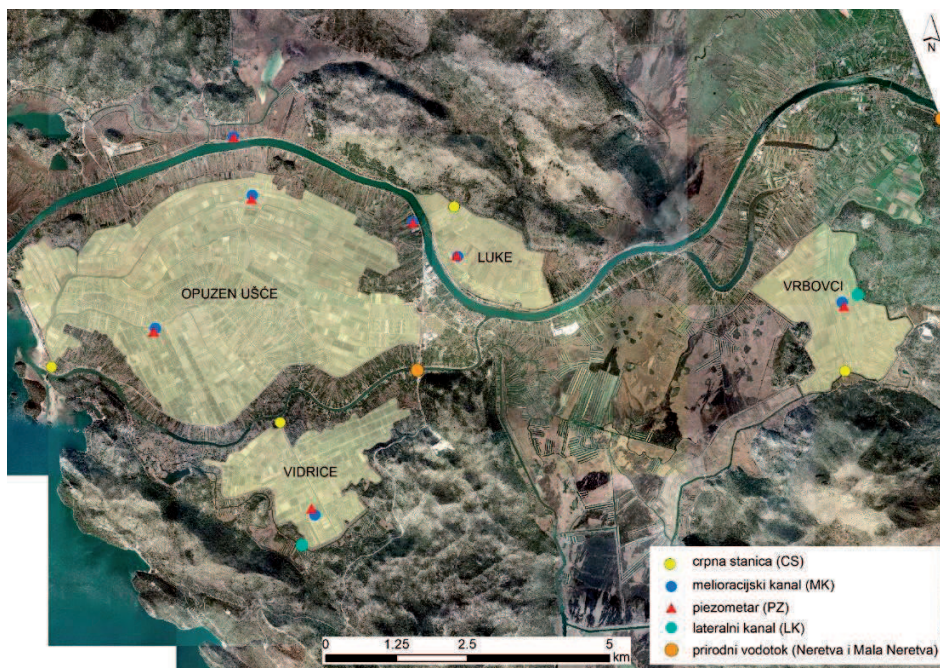 N
LUKE
VRBOVCI
OPUZEN UŠĆE
VIDRICE
crpna stanica (CS)
melioracijski kanal (MK)
piezometar (PZ)
lateralni kanal (LK)
prirodni vodotok (Neretva i Mala Neretva)
0 1.25 2.5 5
km